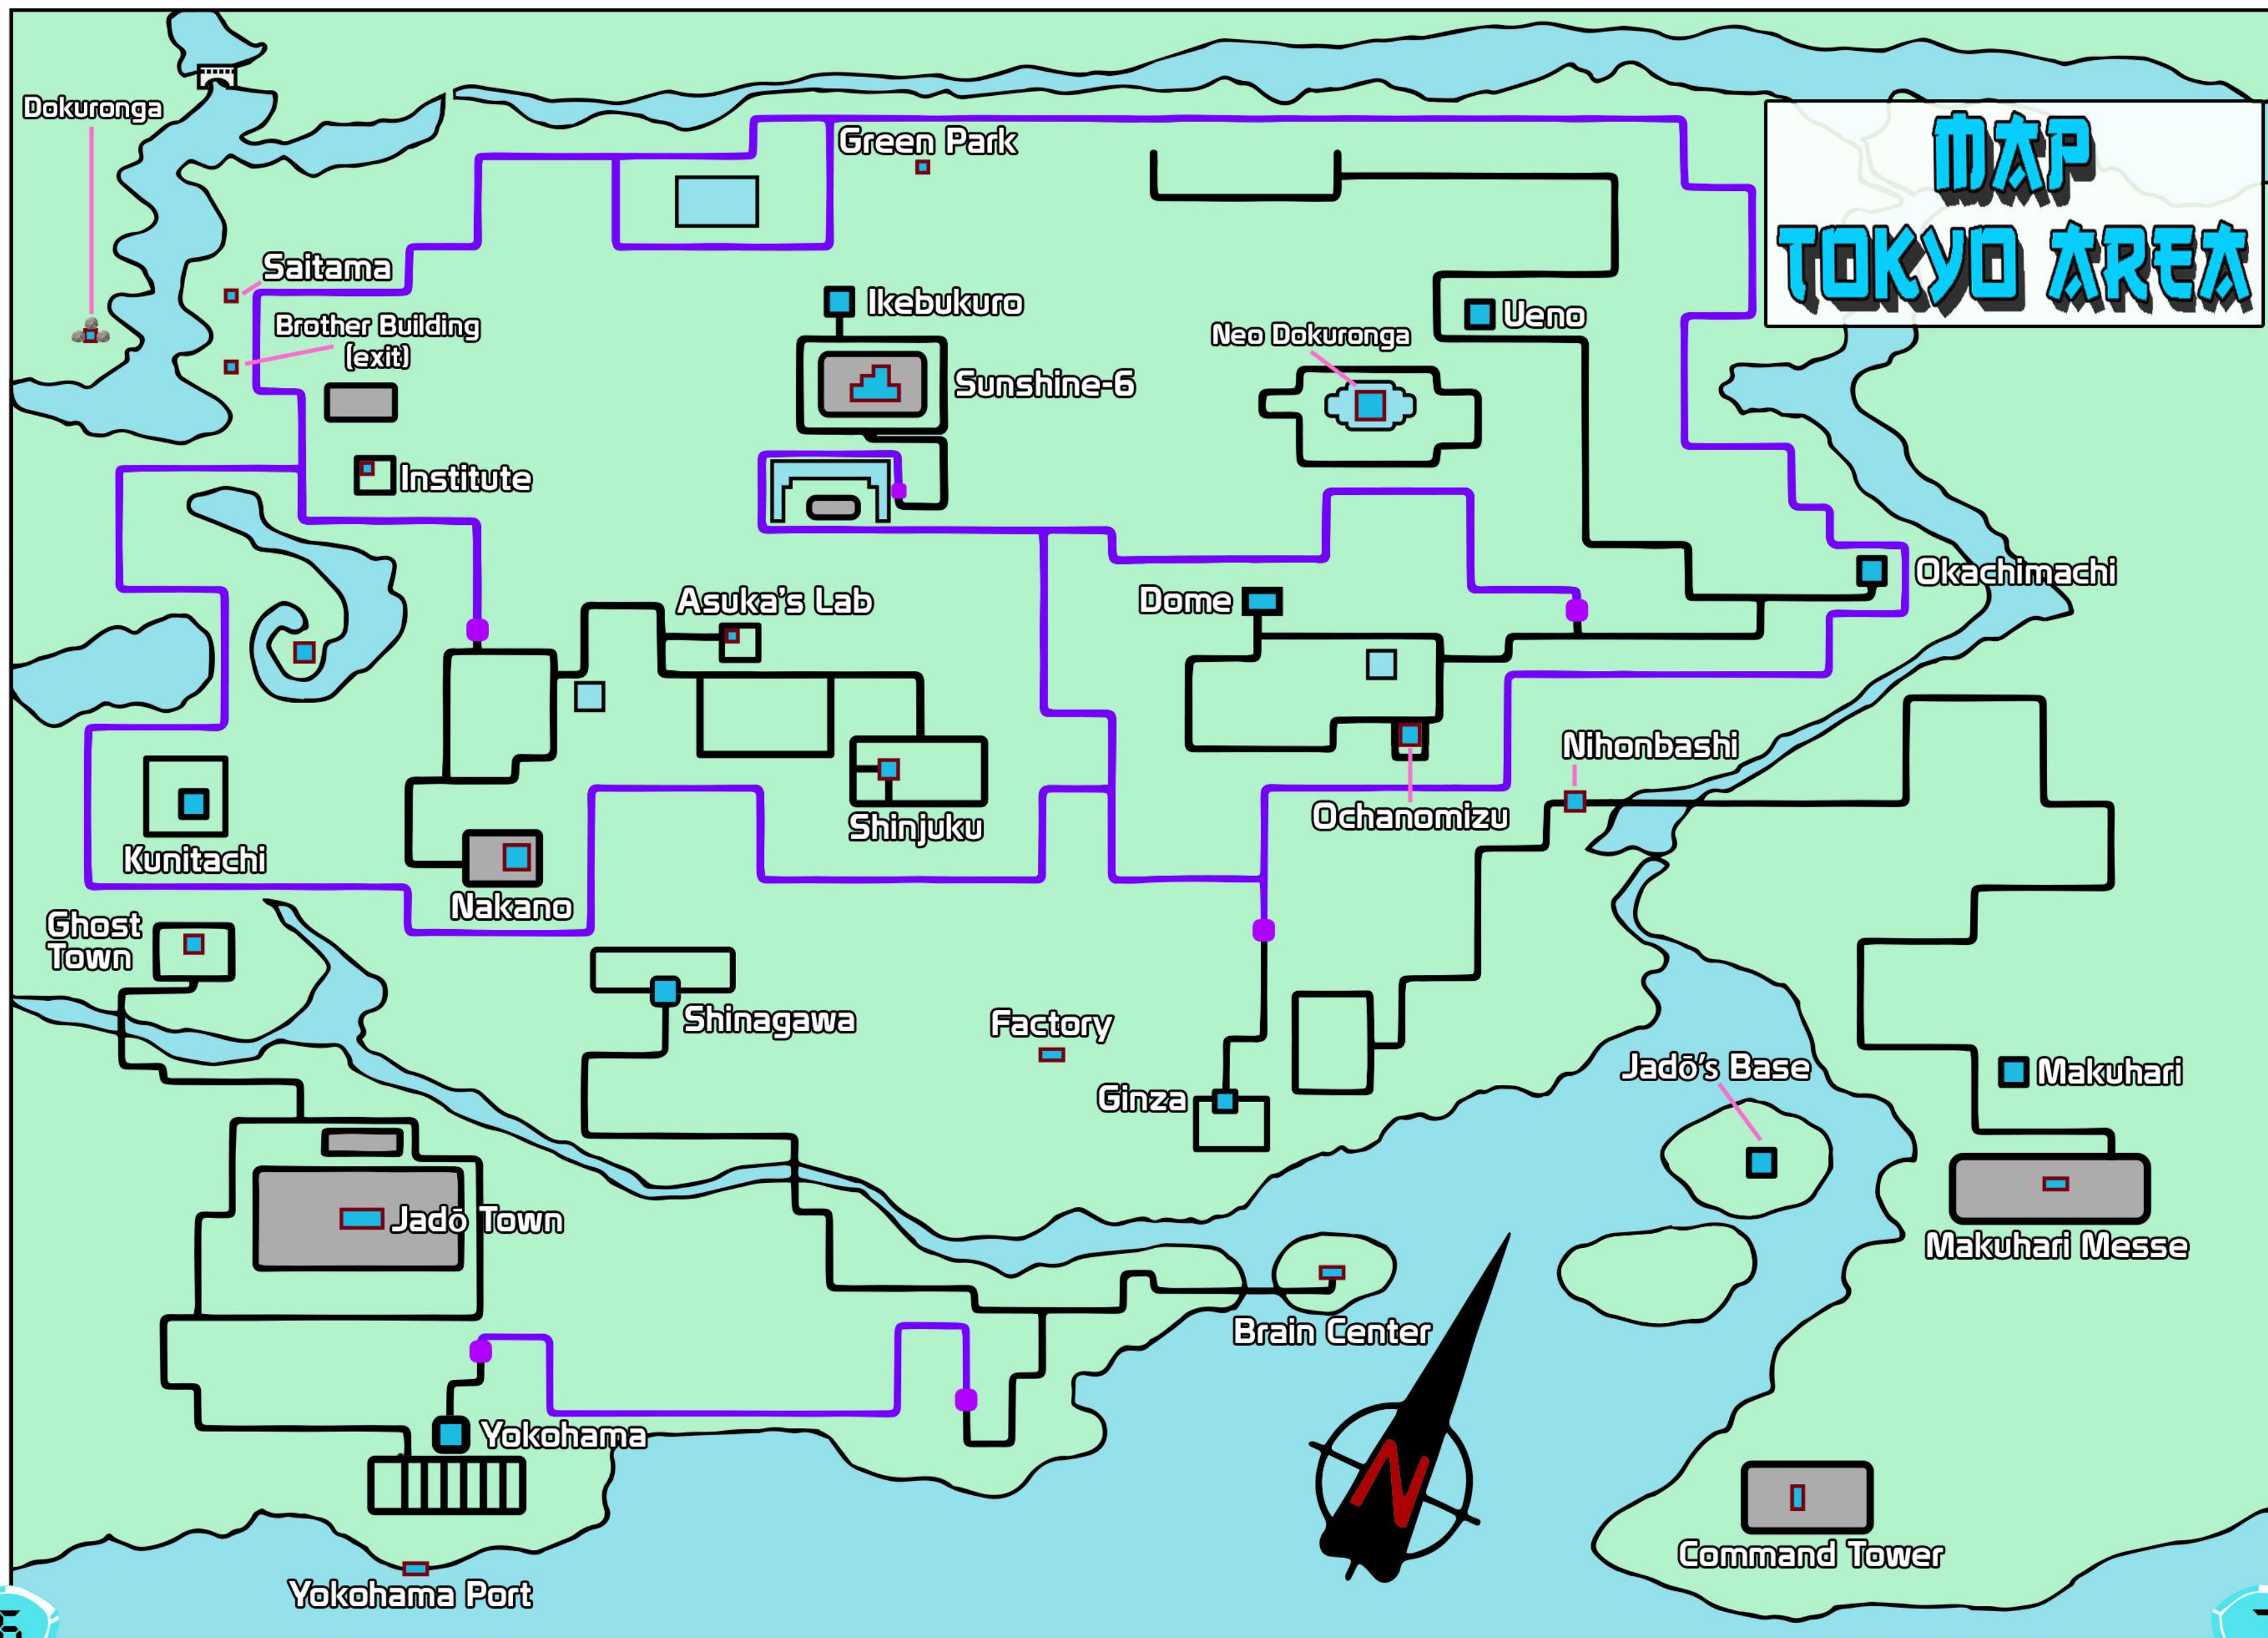 MAP
TOKYO AREA
Dokuronga
Green Park
Saitama
Brother Building
(exit)
Ikebukuro
Ueno
Neo Dokuronga
Sunshine-6
Institute
Okachimachi
Asuka's Lab
Dome
Nihonbashi
Ochanomizu
Shinjuku
Kunitachi
Nakano
Ghost
Town
Shinagawa
Factory
Jadō's Base
Makuhari
Ginza
Jadō Town
Makuhari Messe
Brain Center
N
Yokohama
Command Tower
Yokohama Port
6